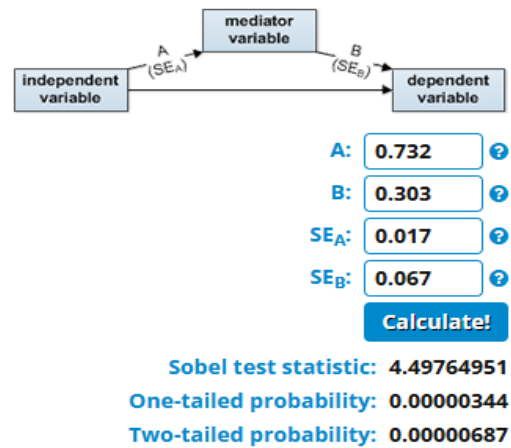 mediator
variable
A
(SEA)
B
(SEB)
independent
variable
dependent
variable
A: 0.732 ?
B: 0.303 ?
SEA: 0.017 ?
SEB: 0.067 ?
Calculate!
Sobel test statistic: 4.49764951
One-tailed probability: 0.00000344
Two-tailed probability: 0.00000687